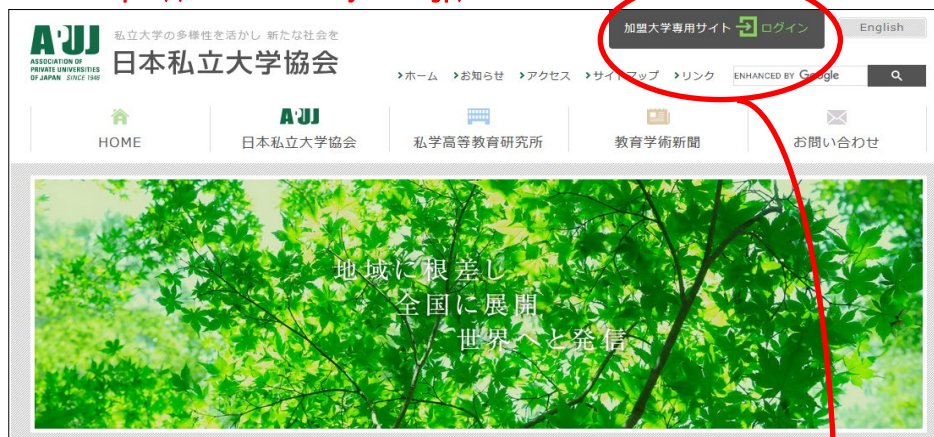 私立大学の多様性を活かし 新たな社会を
APUJ
ASSOCIATION OF
PRIVATE UNIVERSITIES
OF JAPAN SINCE 1946
日本私立大学協会
加盟大学専用サイト ログイン
English
ホーム お知らせ アクセス サイトマップ リンク
ENHANCED BY Google
HOME
APUJ
日本私立大学協会
私学高等教育研究所
教育学術新聞
お問い合わせ
地域に根差し
全国に展開
世界へと発信